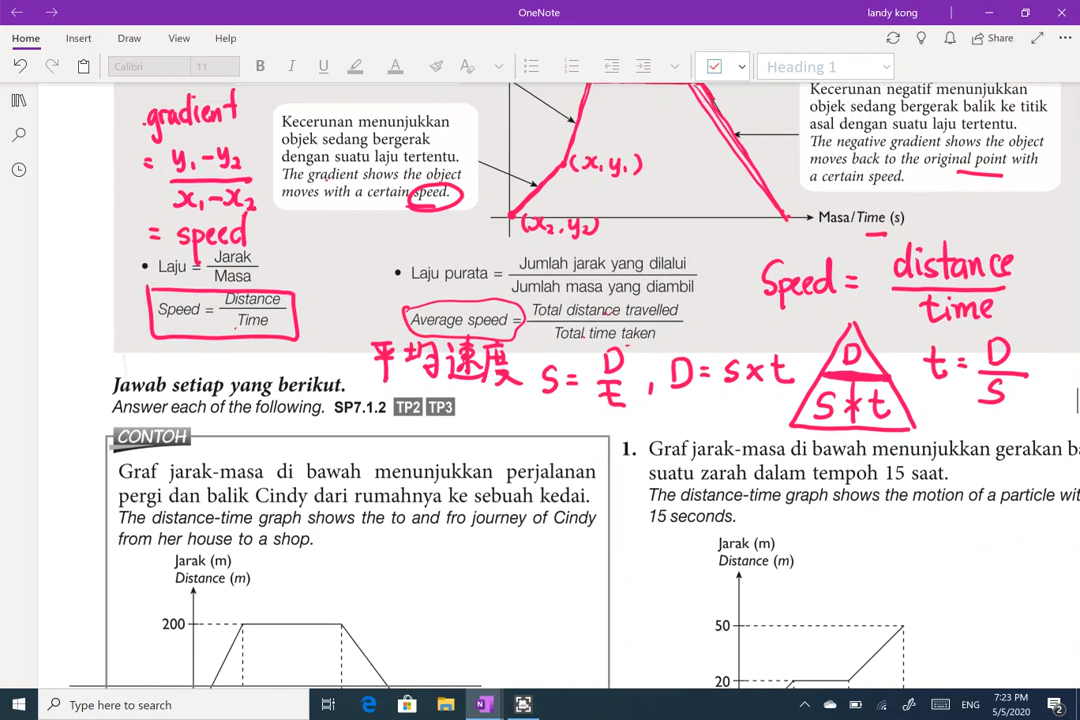 OneNote
landy kong
Home
Insert
Draw
View
Help
Share
Calibri
11
B
I
U
A
Heading 1
gradient
= y₁-y₂
x₁-x₂
= speed
Kecerunan menunjukkan
objek sedang bergerak
dengan suatu laju tertentu.
The gradient shows the object
moves with a certain speed.
(x₁, y₁)
(x₂, y₂)
Kecerunan negatif menunjukkan
objek sedang bergerak balik ke titik
asal dengan suatu laju tertentu.
The negative gradient shows the object
moves back to the original point with
a certain speed.
Masa/Time (s)
• Laju = Jarak
Masa
Speed = Distance
Time
• Laju purata = Jumlah jarak yang dilalui
Jumlah masa yang diambil
Average speed = Total distance travelled
Total time taken
Speed = distance
time
平均速度
S = D/t , D = s×t
D
S * t
t = D/S
Jawab setiap yang berikut.
Answer each of the following. SP7.1.2 TP2 TP3
CONTOH
Graf jarak-masa di bawah menunjukkan perjalanan
pergi dan balik Cindy dari rumahnya ke sebuah kedai.
The distance-time graph shows the to and fro journey of Cindy
from her house to a shop.
Jarak (m)
Distance (m)
200
1. Graf jarak-masa di bawah menunjukkan gerakan ba
suatu zarah dalam tempoh 15 saat.
The distance-time graph shows the motion of a particle wit
15 seconds.
Jarak (m)
Distance (m)
50
20
Type here to search
ENG
7:23 PM
5/5/2020
2